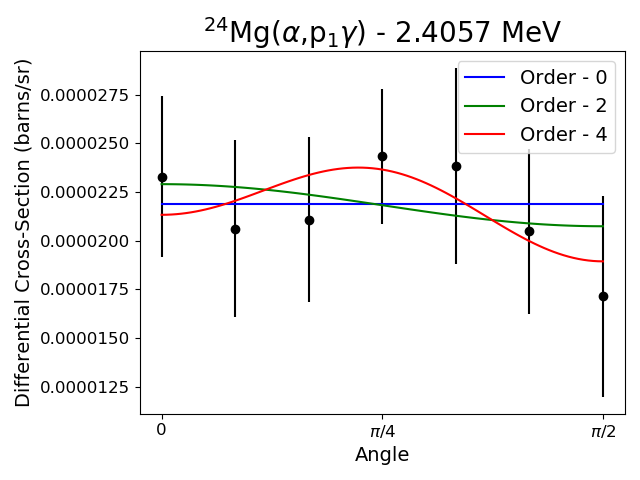 ²⁴Mg(α,p₁γ) - 2.4057 MeV
Differential Cross-Section (barns/sr)
0.0000275
0.0000250
0.0000225
0.0000200
0.0000175
0.0000150
0.0000125
Order - 0
Order - 2
Order - 4
0
π/4
π/2
Angle